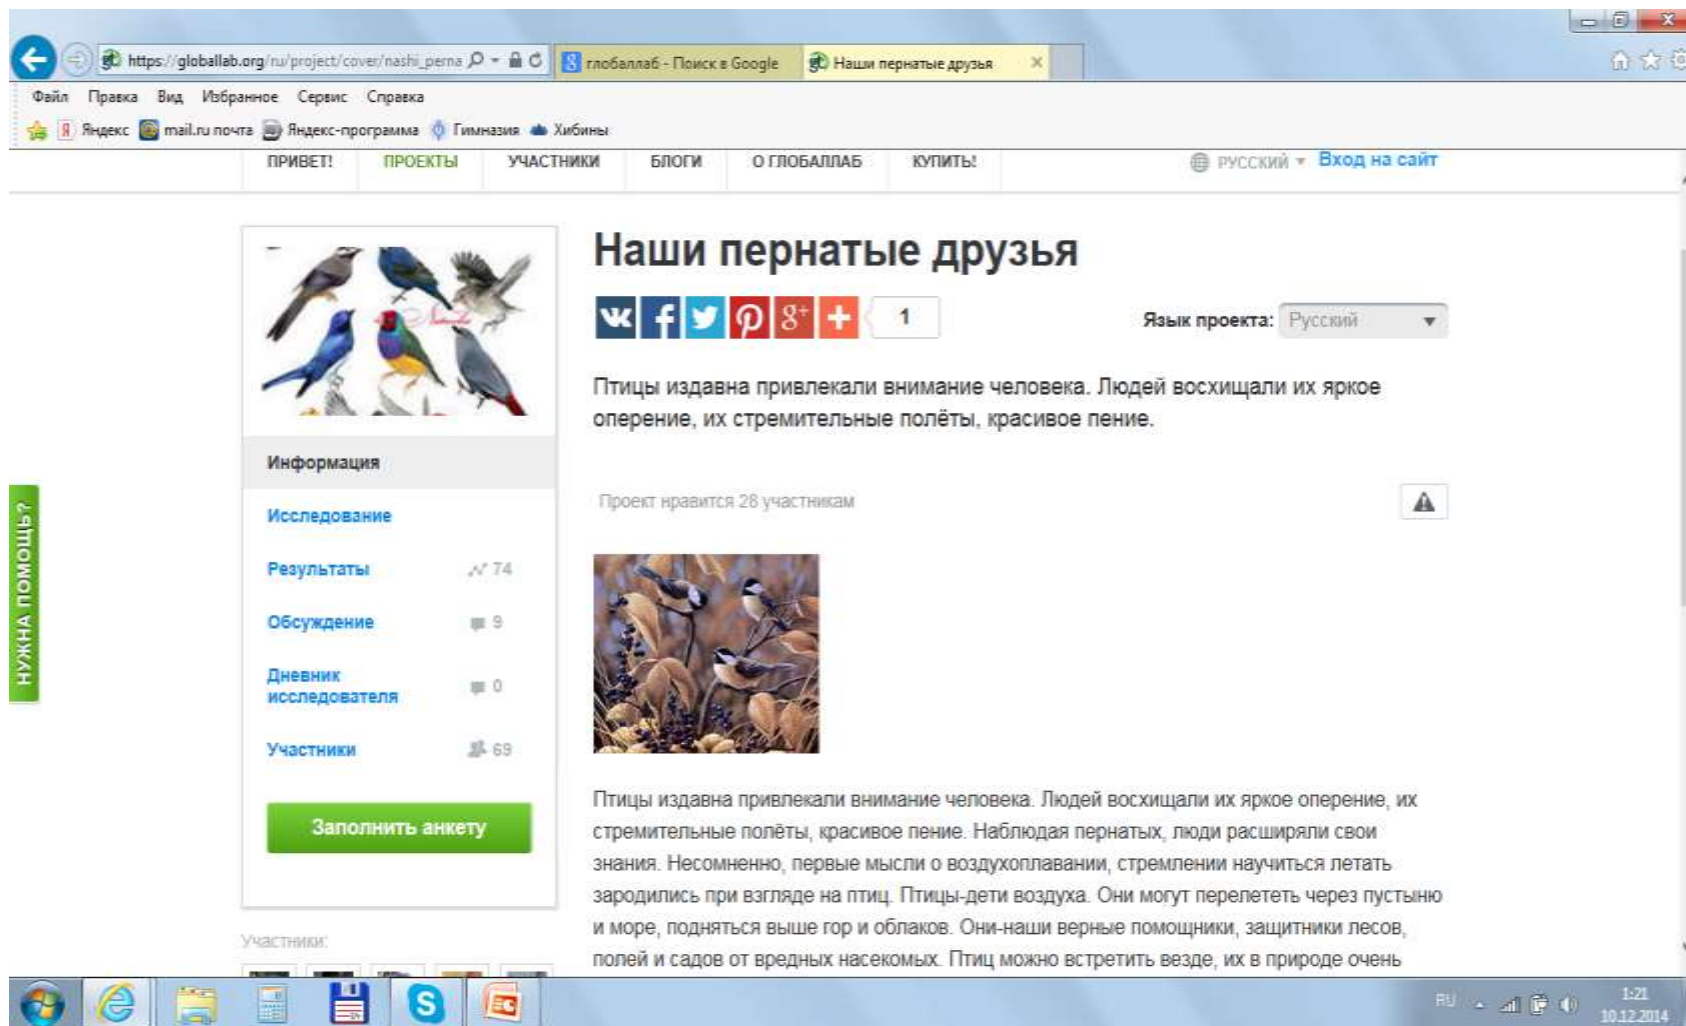 https://globallab.org/ru/project/cover/nashi_perna
глобаллаб - Поиск в Google
Наши пернатые друзья
Файл Правка Вид Избранное Сервис Справка
Яндекс mail.ru почта Яндекс-программа Гимназия Хибины
ПРИВЕТ! ПРОЕКТЫ УЧАСТНИКИ БЛОГИ О ГЛОБАЛЛАБ КУПИТЬ! РУССКИЙ Вход на сайт
Наши пернатые друзья
1
Язык проекта: Русский
Птицы издавна привлекали внимание человека. Людей восхищали их яркое
оперение, их стремительные полёты, красивое пение.
Проект нравится 28 участникам
Информация
Исследование
Результаты 74
Обсуждение 9
Дневник
исследователя 0
Участники 69
Заполнить анкету
Участники:
НУЖНА ПОМОЩЬ?
Птицы издавна привлекали внимание человека. Людей восхищали их яркое оперение, их
стремительные полёты, красивое пение. Наблюдая пернатых, люди расширяли свои
знания. Несомненно, первые мысли о воздухоплавании, стремлении научиться летать
зародились при взгляде на птиц. Птицы-дети воздуха. Они могут перелететь через пустыню
и море, подняться выше гор и облаков. Они-наши верные помощники, защитники лесов,
полей и садов от вредных насекомых. Птиц можно встретить везде, их в природе очень
RU
1:21
10.12.2014